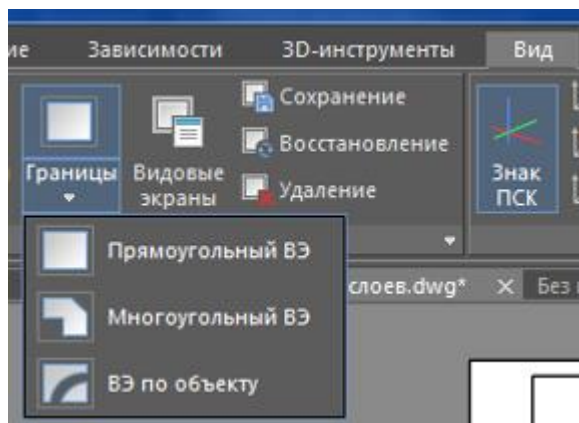 ие Зависимости 3D-инструменты Вид
Границы
Видовые
экраны
Сохранение
Восстановление
Удаление
Знак
ПСК
Прямоугольный ВЭ
Многоугольный ВЭ
ВЭ по объекту
слоев.dwg* × Без